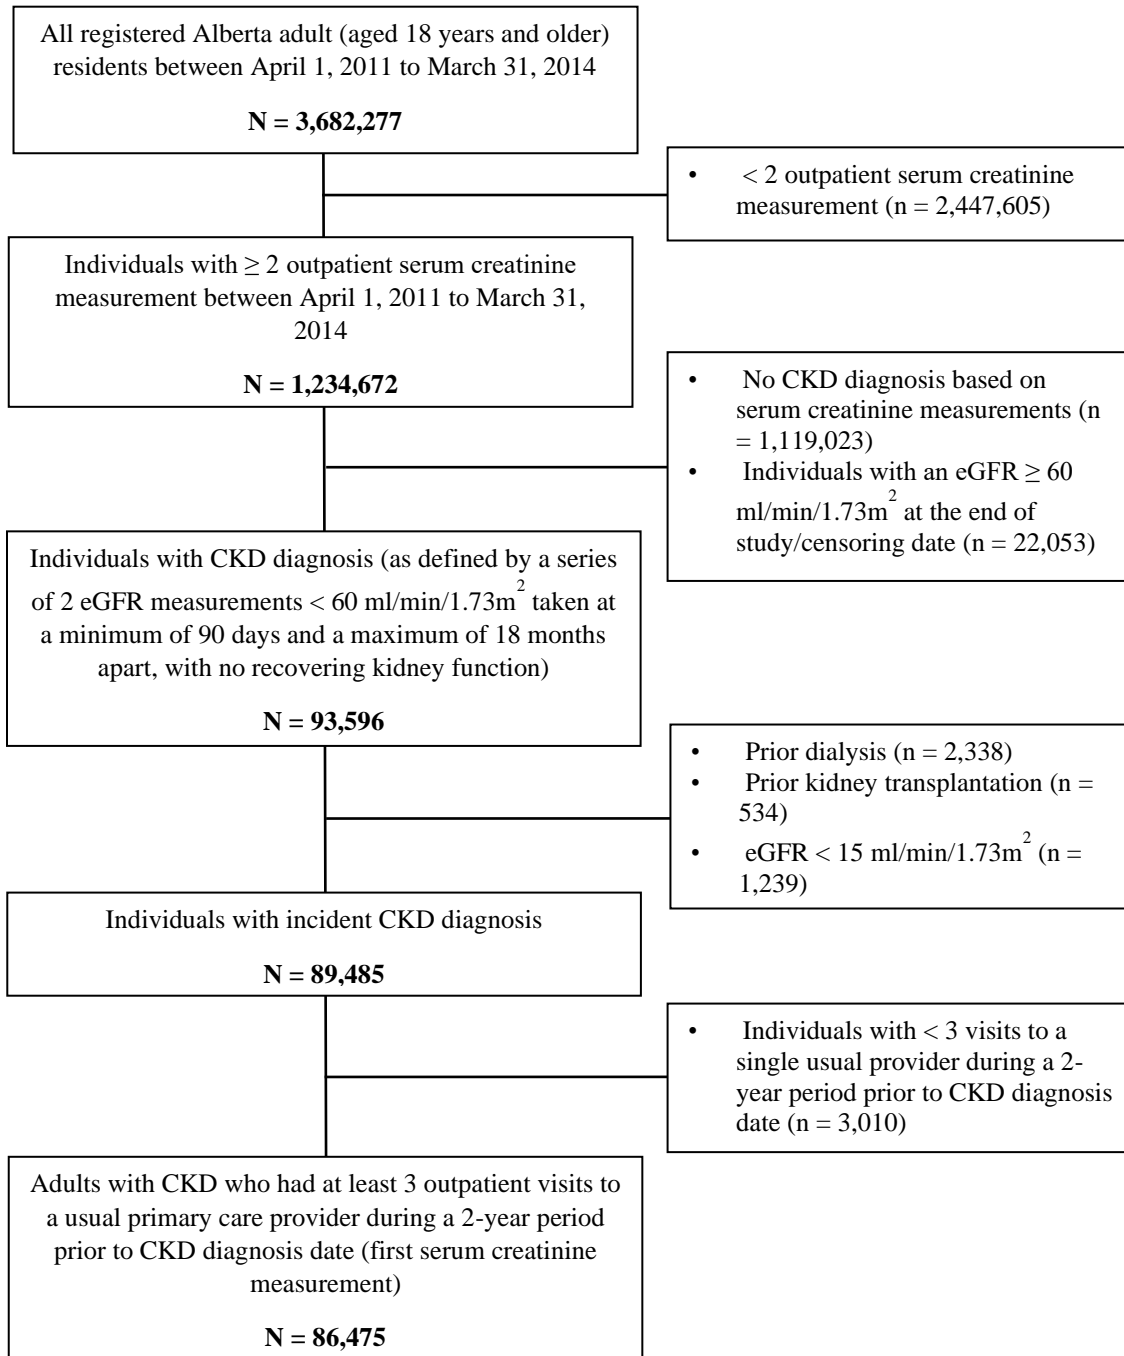 All registered Alberta adult (aged 18 years and older)
residents between April 1, 2011 to March 31, 2014
N = 3,682,277
• < 2 outpatient serum creatinine
measurement (n = 2,447,605)
Individuals with ≥ 2 outpatient serum creatinine
measurement between April 1, 2011 to March 31,
2014
N = 1,234,672
• No CKD diagnosis based on
serum creatinine measurements (n
= 1,119,023)
• Individuals with an eGFR ≥ 60
ml/min/1.73m² at the end of
study/censoring date (n = 22,053)
Individuals with CKD diagnosis (as defined by a series
of 2 eGFR measurements < 60 ml/min/1.73m² taken at
a minimum of 90 days and a maximum of 18 months
apart, with no recovering kidney function)
N = 93,596
• Prior dialysis (n = 2,338)
• Prior kidney transplantation (n =
534)
• eGFR < 15 ml/min/1.73m² (n =
1,239)
Individuals with incident CKD diagnosis
N = 89,485
• Individuals with < 3 visits to a
single usual provider during a 2-
year period prior to CKD diagnosis
date (n = 3,010)
Adults with CKD who had at least 3 outpatient visits to
a usual primary care provider during a 2-year period
prior to CKD diagnosis date (first serum creatinine
measurement)
N = 86,475